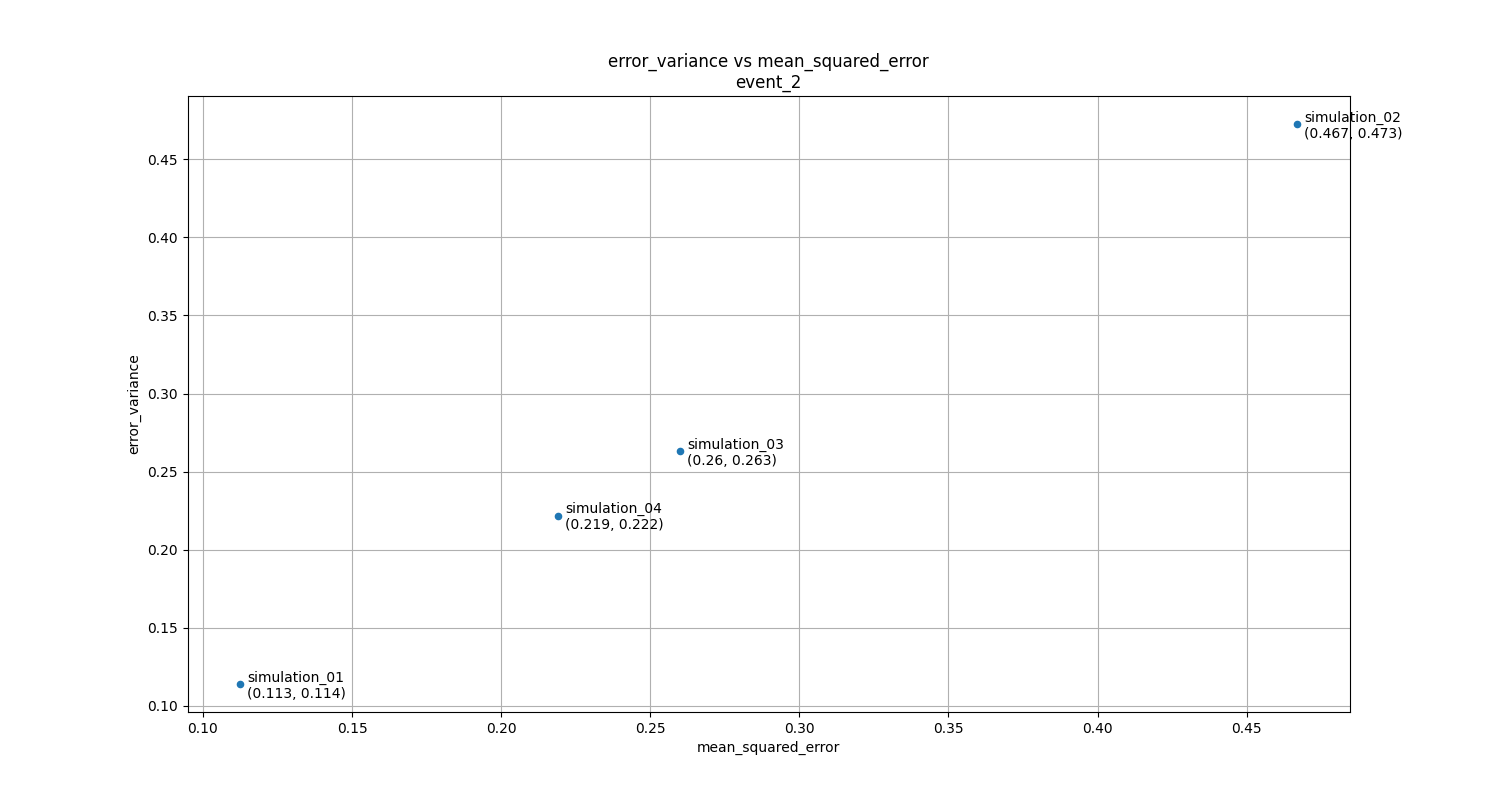 error_variance vs mean_squared_error
event_2
simulation_02
(0.467, 0.473)
0.45
0.40
0.35
0.30
simulation_03
(0.26, 0.263)
0.25
simulation_04
(0.219, 0.222)
0.20
0.15
simulation_01
(0.113, 0.114)
0.10
error_variance
0.10 0.15 0.20 0.25 0.30 0.35 0.40 0.45
mean_squared_error